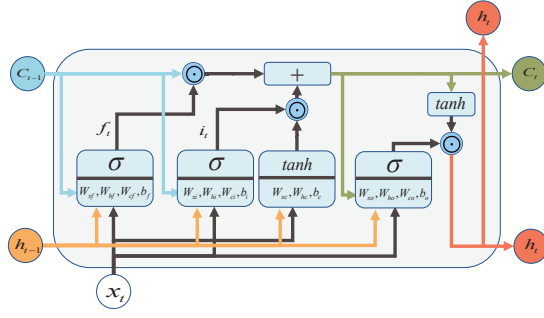 h_t
C_{t-1}
+
C_t
tanh
f_t
i_t
σ
σ
tanh
σ
W_{xf},W_{hf},W_{cf},b_f
W_{xi},W_{hi},W_{ci},b_i
W_{xc},W_{hc},b_c
W_{xo},W_{ho},W_{co},b_o
h_{t-1}
h_t
x_t